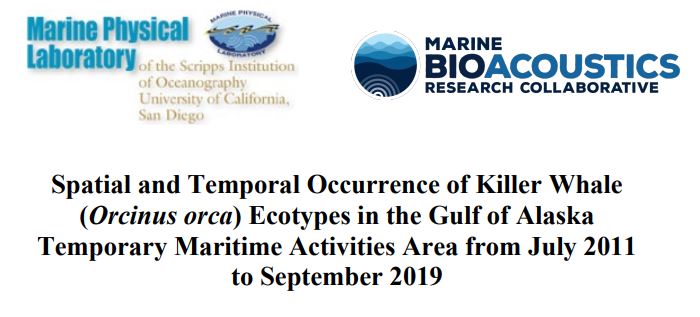 Marine Physical
Laboratory
of the Scripps Institution
of Oceanography
University of California,
San Diego
MARINE PHYSICAL
LABORATORY
MARINE
BIOACOUSTICS
RESEARCH COLLABORATIVE
Spatial and Temporal Occurrence of Killer Whale
(Orcinus orca) Ecotypes in the Gulf of Alaska
Temporary Maritime Activities Area from July 2011
to September 2019